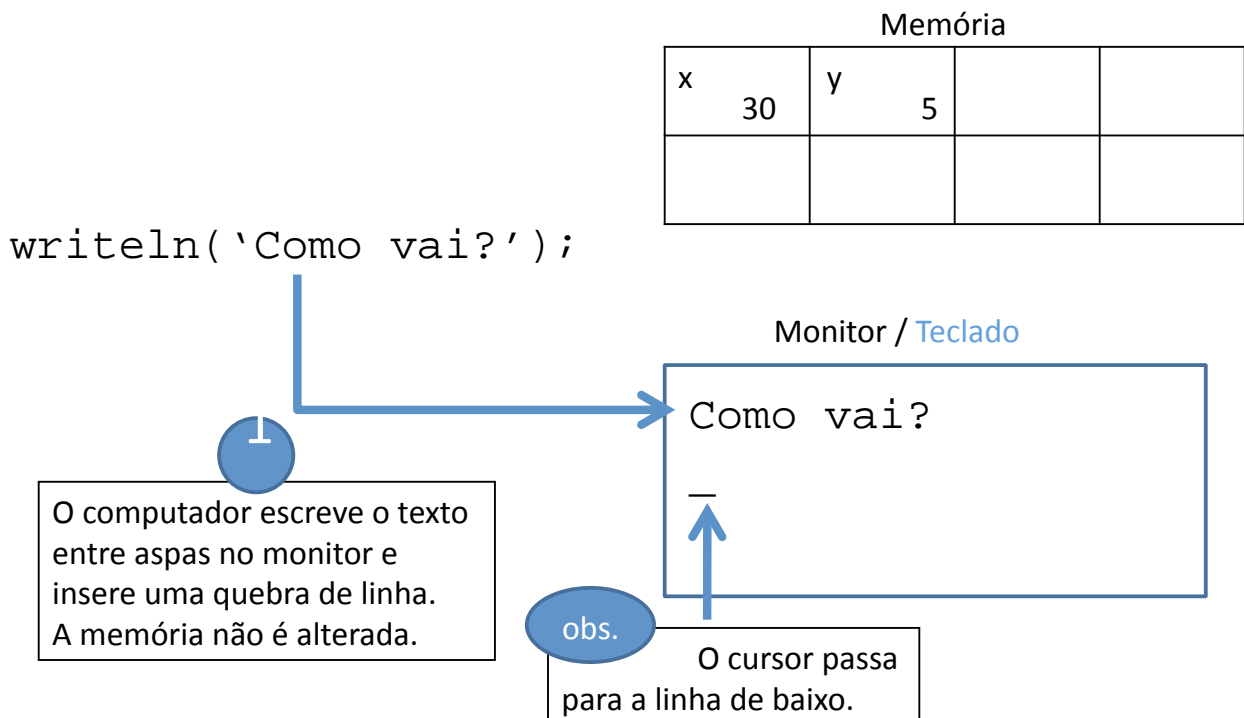 Memória
x
30
y
5
writeln(‘Como vai?’);
Monitor / Teclado
Como vai?
_
1
O computador escreve o texto
entre aspas no monitor e
insere uma quebra de linha.
A memória não é alterada.
obs.
O cursor passa
para a linha de baixo.